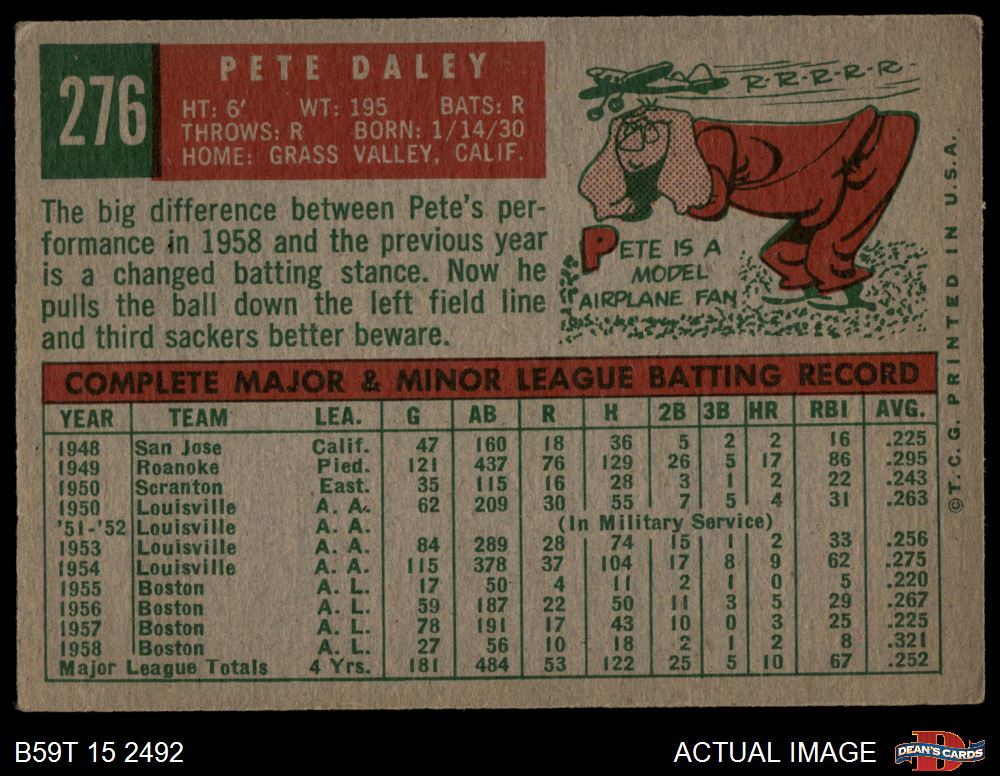 276
PETE DALEY
HT: 6' WT: 195 BATS: R
THROWS: R BORN: 1/14/30
HOME: GRASS VALLEY, CALIF.
The big difference between Pete's per-
formance in 1958 and the previous year
is a changed batting stance. Now he
pulls the ball down the left field line
and third sackers better beware.
R-R-R-R-R-
PETE IS A
MODEL
AIRPLANE FAN
COMPLETE MAJOR & MINOR LEAGUE BATTING RECORD
YEAR TEAM LEA. G AB R H 2B 3B HR RBI AVG.
1948 San Jose Calif. 47 160 18 36 5 2 2 16 .225
1949 Roanoke Pied. 121 437 76 129 26 5 17 86 .295
1950 Scranton East. 35 115 16 28 3 1 2 22 .243
1950 Louisville A. A. 62 209 30 55 7 5 4 31 .263
'51-'52 Louisville A. A. (In Military Service)
1953 Louisville A. A. 84 289 28 74 15 1 2 33 .256
1954 Louisville A. A. 115 378 37 104 17 8 9 62 .275
1955 Boston A. L. 17 50 4 11 2 1 0 5 .220
1956 Boston A. L. 59 187 22 50 11 3 5 29 .267
1957 Boston A. L. 78 191 17 43 10 0 3 25 .225
1958 Boston A. L. 27 56 10 18 2 1 2 8 .321
Major League Totals 4 Yrs. 181 484 53 122 25 5 10 67 .252
©T.C.G. PRINTED IN U.S.A.
B59T 15 2492
ACTUAL IMAGE
D
DEAN'S CARDS